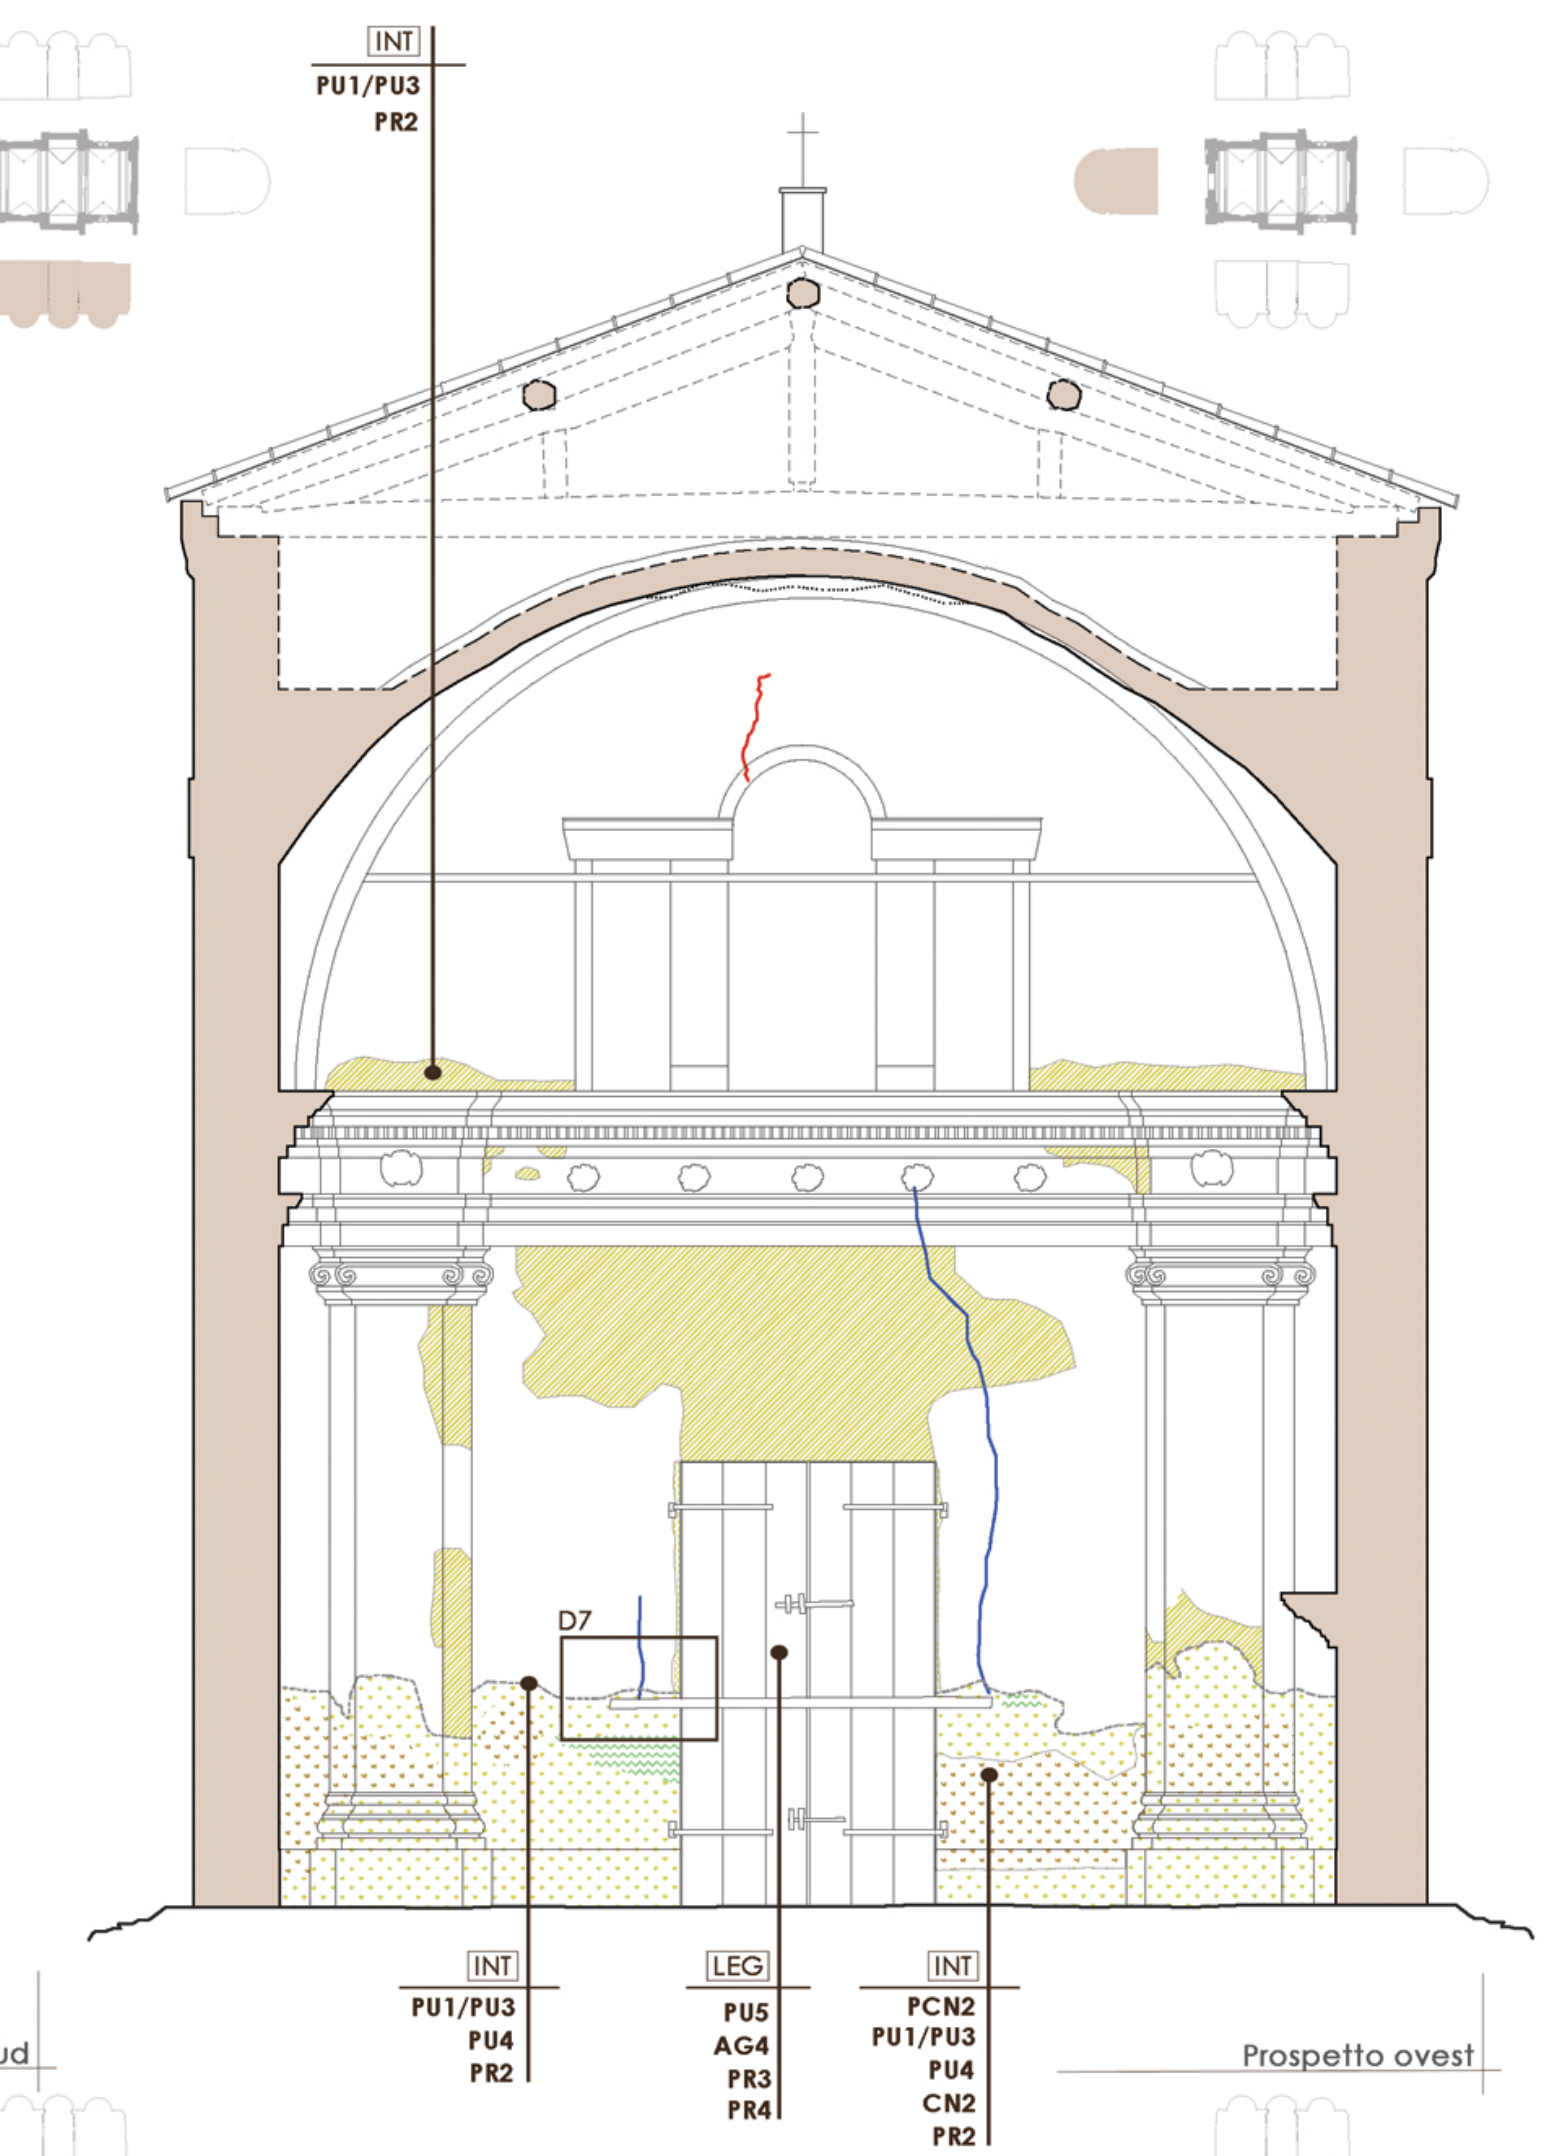 INT
PU1/PU3
PR2
D7
INT
PU1/PU3
PU4
PR2
LEG
PU5
AG4
PR3
PR4
INT
PCN2
PU1/PU3
PU4
CN2
PR2
ud
Prospetto ovest